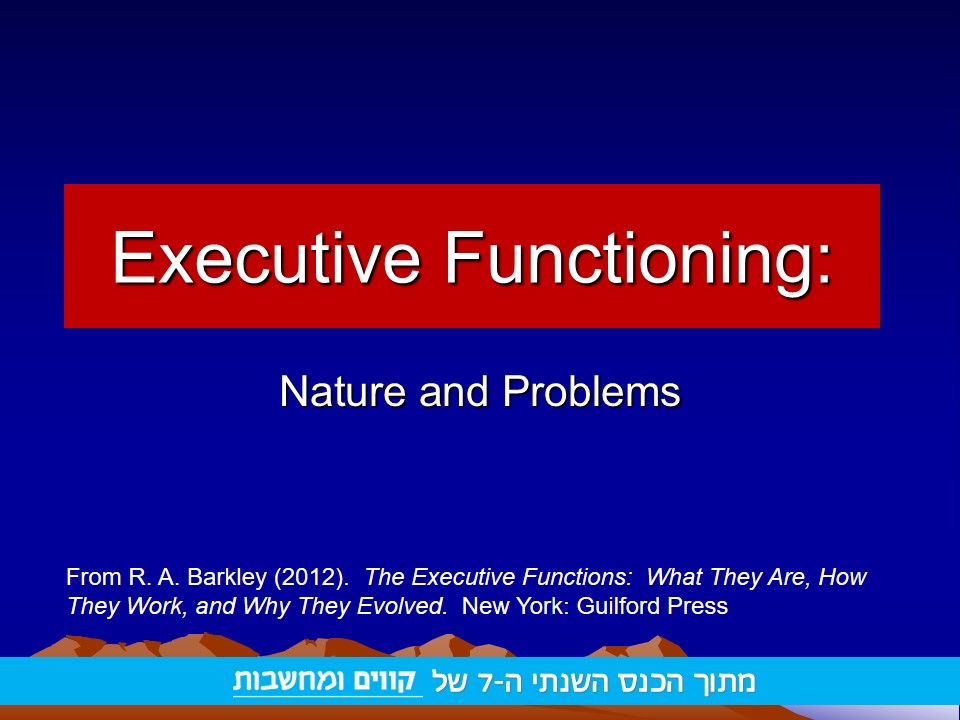 Executive Functioning:
Nature and Problems
From R. A. Barkley (2012). The Executive Functions: What They Are, How
They Work, and Why They Evolved. New York: Guilford Press
מתוך הכנס השנתי ה-7 של קווים ומחשבות